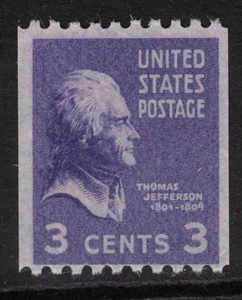 UNITED
STATES
POSTAGE
THOMAS
JEFFERSON
1801-1809
3 CENTS 3